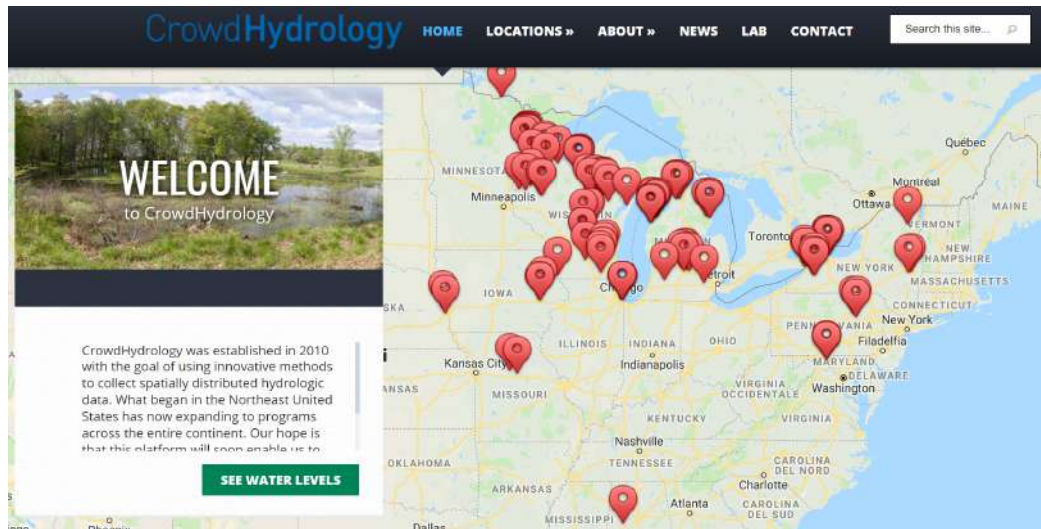 CrowdHydrology
HOME
LOCATIONS »
ABOUT »
NEWS
LAB
CONTACT
Search this site...
WELCOME
to CrowdHydrology
CrowdHydrology was established in 2010
with the goal of using innovative methods
to collect spatially distributed hydrologic
data. What began in the Northeast United
States has now expanding to programs
across the entire continent. Our hope is
that this platform will soon enable us to
SEE WATER LEVELS
Québec
Montréal
Ottawa
MAINE
VERMONT
MINNESOTA
Minneapolis
Toronto
NEW
HAMPSHIRE
NEW YORK
MASSACHUSETTS
IOWA
CONNECTICUT
New York
Filadelfia
ILLINOIS
INDIANA
OHIO
Kansas City
Indianapolis
MARYLAND
DELAWARE
Washington
MISSOURI
VIRGINIA
OCCIDENTALE
KENTUCKY
VIRGINIA
Nashville
TENNESSEE
OKLAHOMA
CAROLINA
DEL NORD
Charlotte
ARKANSAS
Atlanta
CAROLINA
DEL SUD
MISSISSIPPI
Dallas